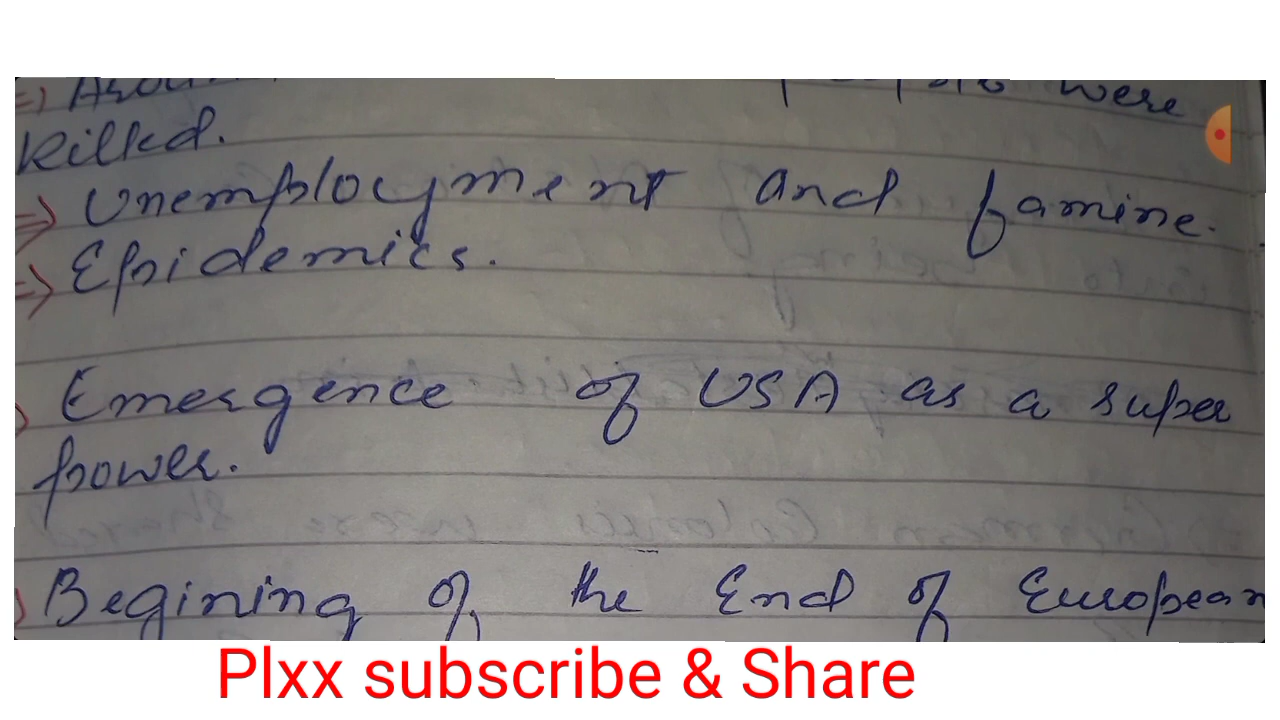 => were
killed.
=> Unemployment and famine.
=> Epidemics.
Emergence of USA as a super
power.
Begining of the End of European
Plxx subscribe & Share